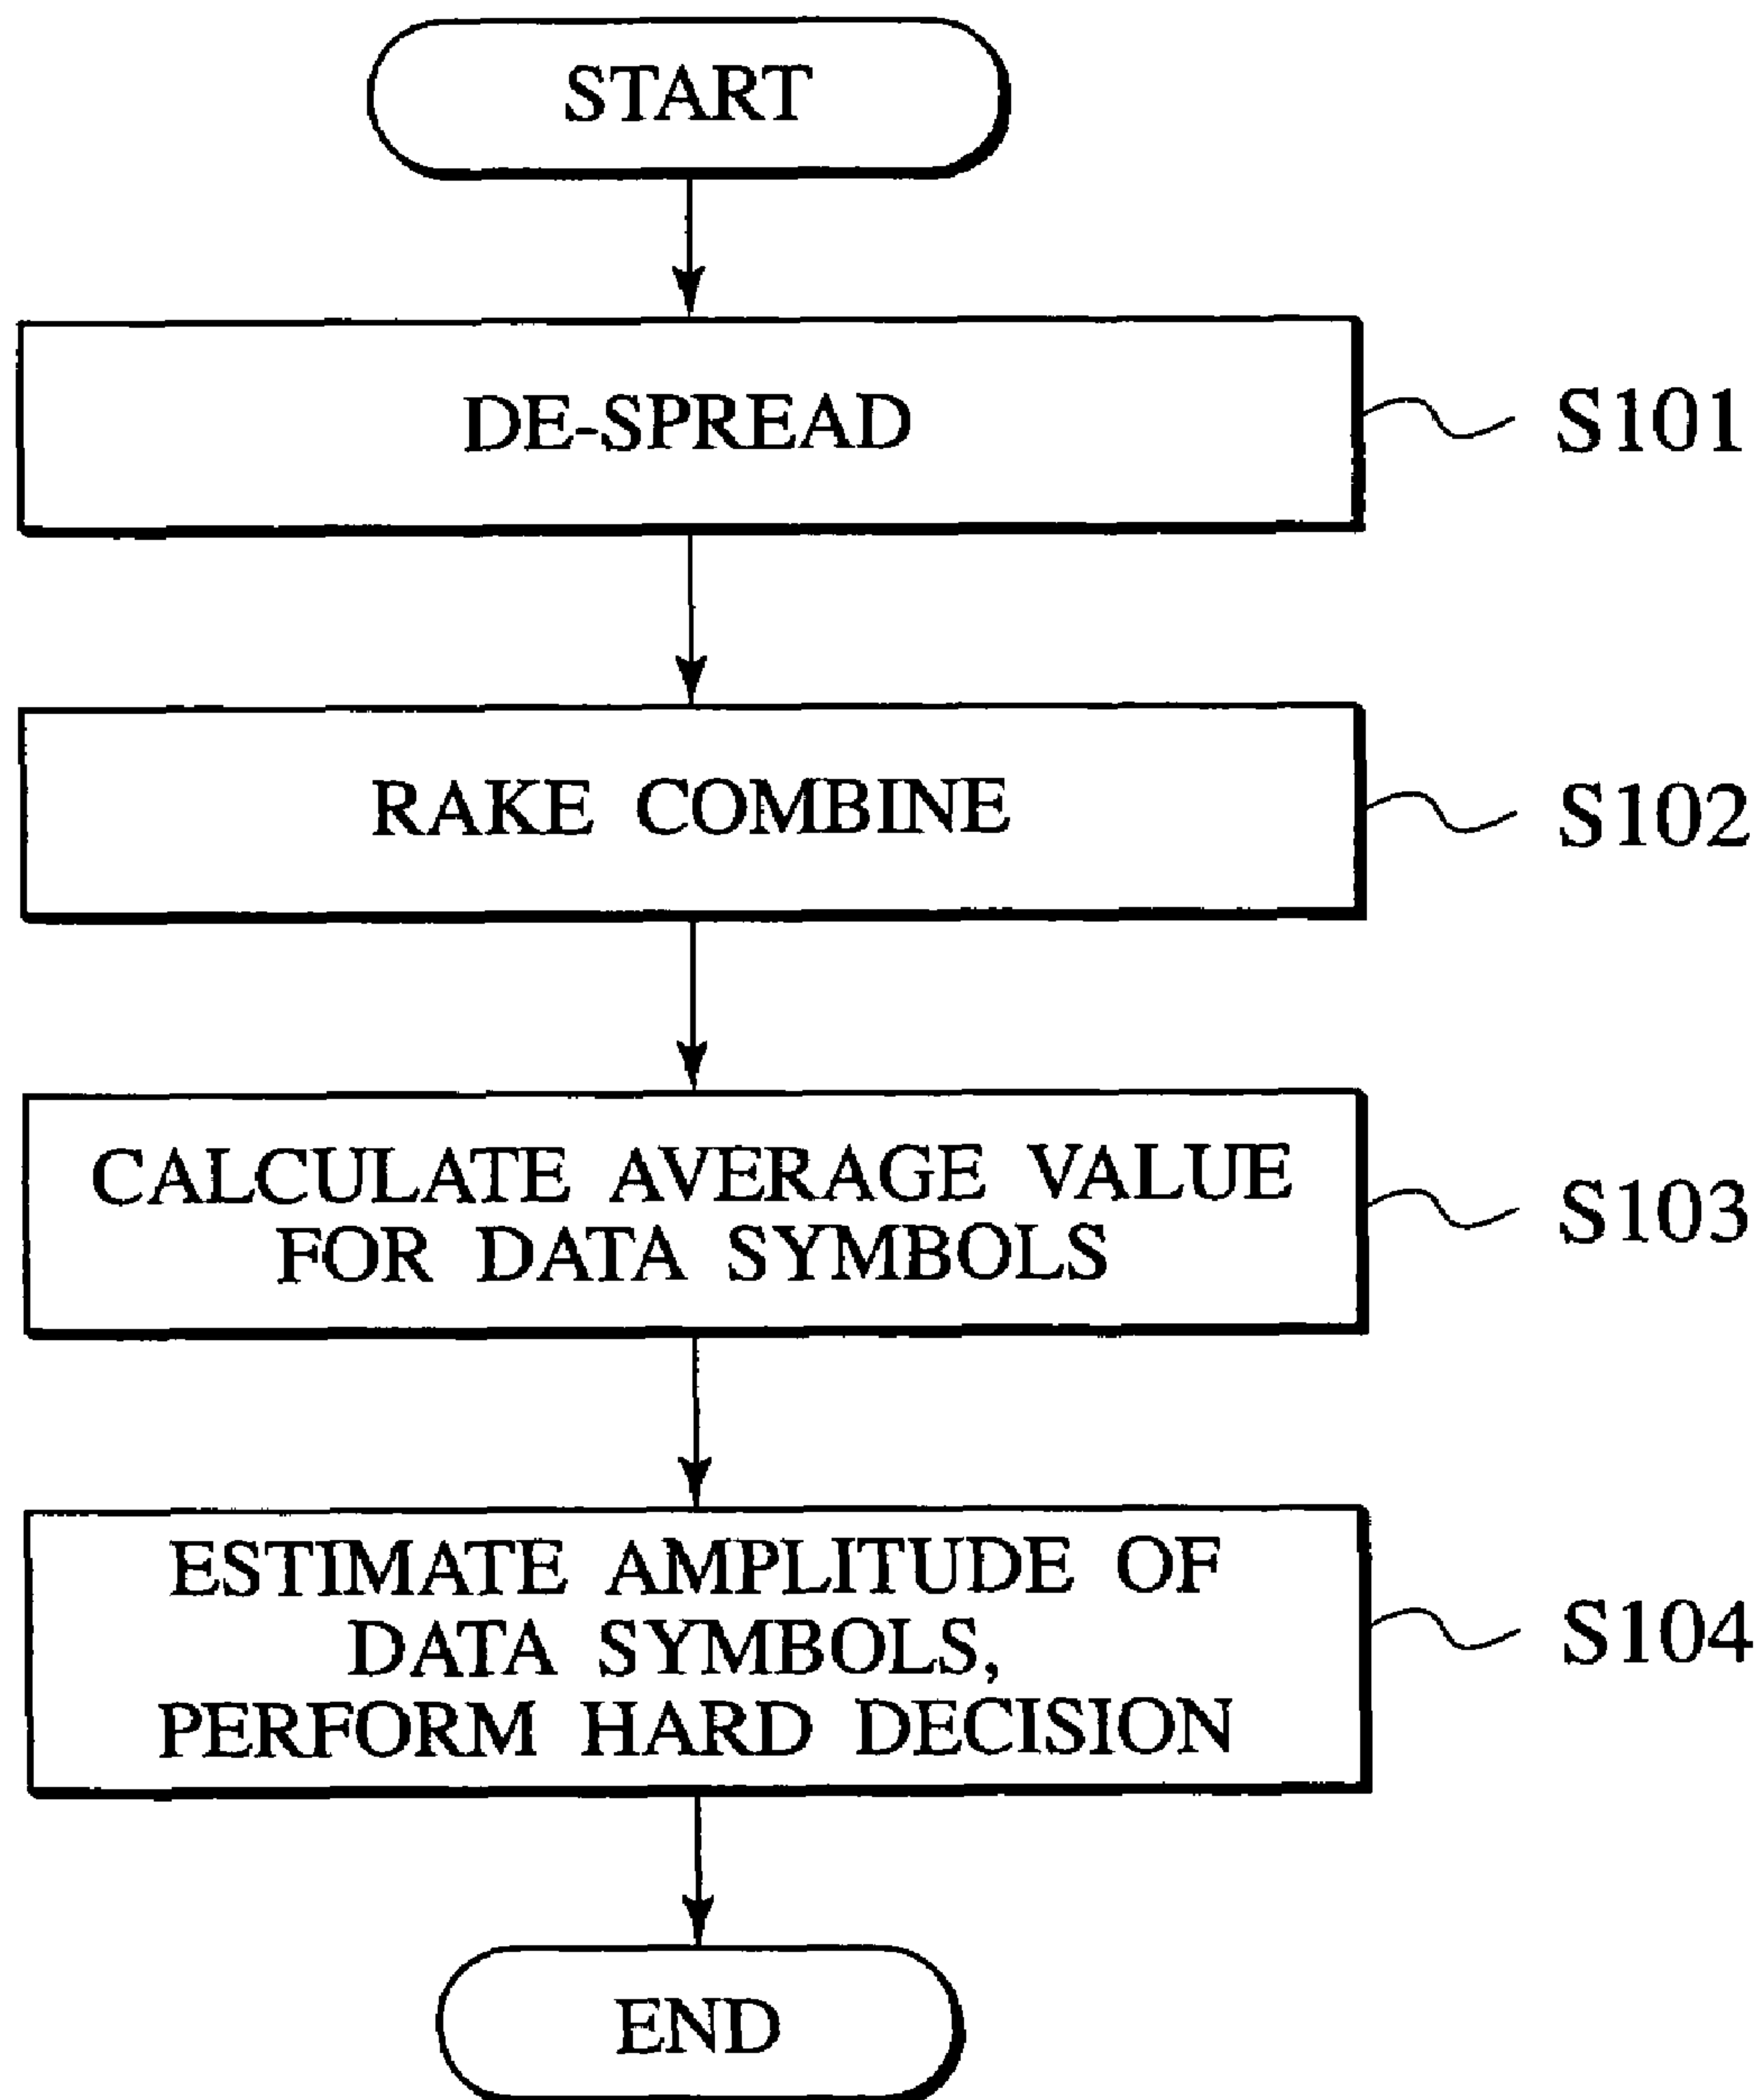 START
DE-SPREAD
S101
RAKE COMBINE
S102
CALCULATE AVERAGE VALUE
FOR DATA SYMBOLS
S103
ESTIMATE AMPLITUDE OF
DATA SYMBOLS,
PERFORM HARD DECISION
S104
END